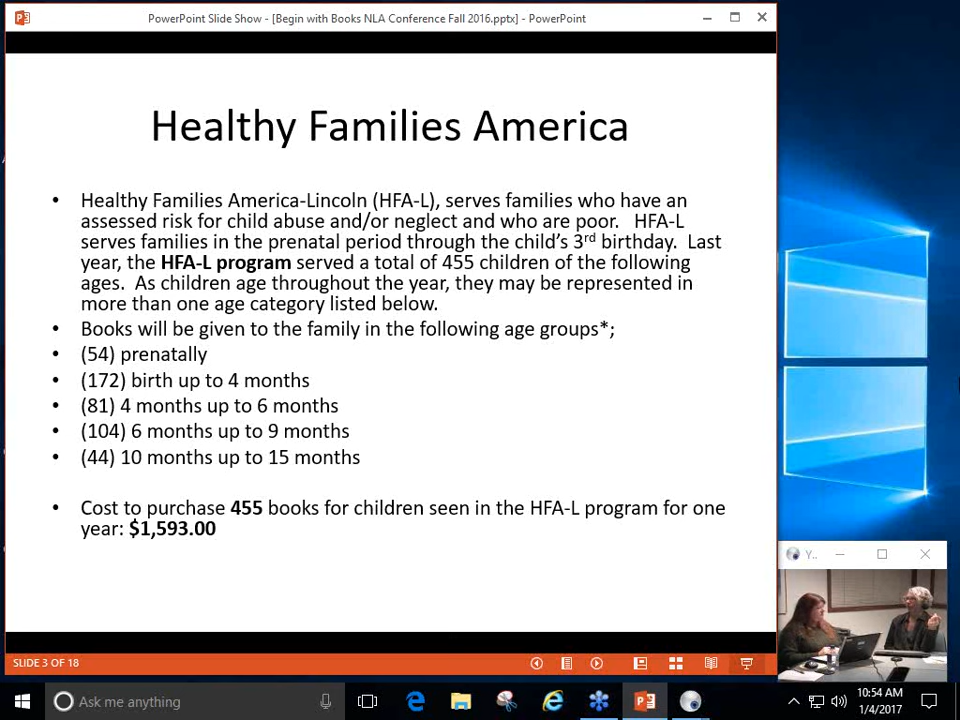 PowerPoint Slide Show - [Begin with Books NLA Conference Fall 2016.pptx] - PowerPoint
Healthy Families America
• Healthy Families America-Lincoln (HFA-L), serves families who have an
assessed risk for child abuse and/or neglect and who are poor. HFA-L
serves families in the prenatal period through the child's 3rd birthday. Last
year, the HFA-L program served a total of 455 children of the following
ages. As children age throughout the year, they may be represented in
more than one age category listed below.
• Books will be given to the family in the following age groups*;
• (54) prenatally
• (172) birth up to 4 months
• (81) 4 months up to 6 months
• (104) 6 months up to 9 months
• (44) 10 months up to 15 months
• Cost to purchase 455 books for children seen in the HFA-L program for one
year: $1,593.00
Y..
SLIDE 3 OF 18
Ask me anything
10:54 AM
1/4/2017